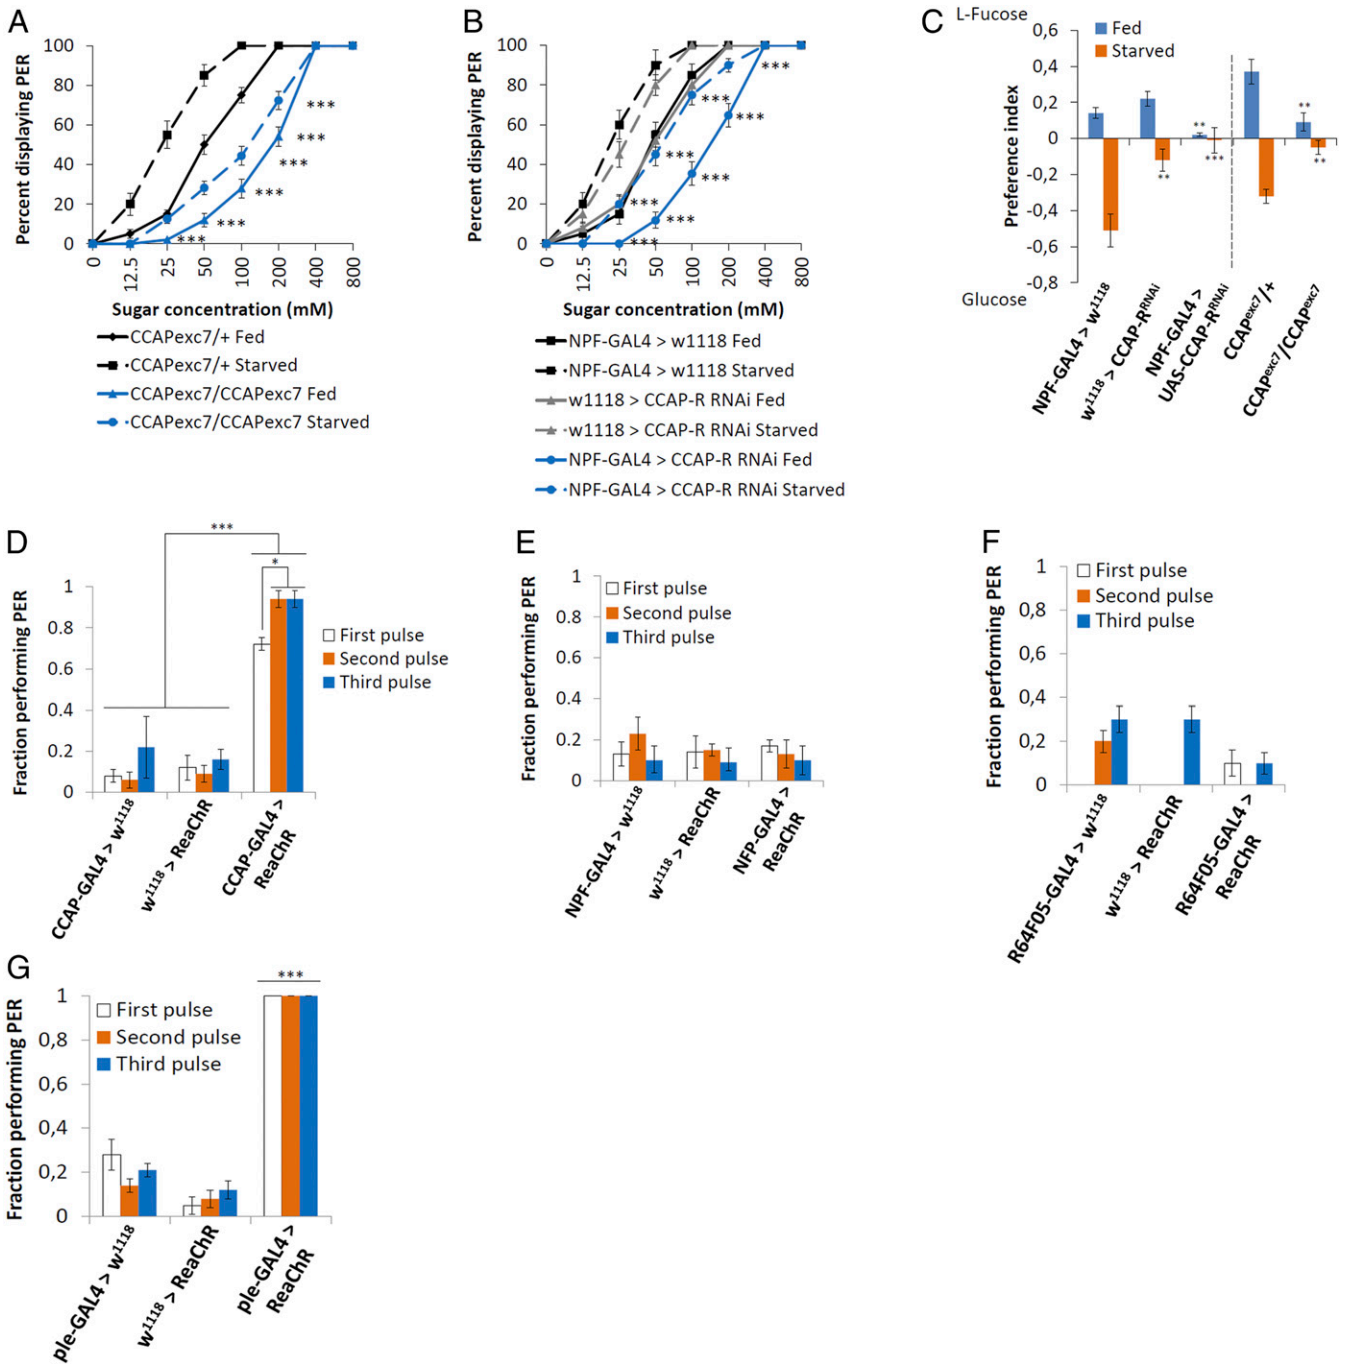 A
Percent displaying PER
100
80
60
40
20
0
***
***
***
***
***
***
0
12.5
25
50
100
200
400
800
Sugar concentration (mM)
CCAPexc7/+ Fed
CCAPexc7/+ Starved
CCAPexc7/CCAPexc7 Fed
CCAPexc7/CCAPexc7 Starved
B
Percent displaying PER
100
80
60
40
20
0
***
***
***
***
***
***
***
***
0
12.5
25
50
100
200
400
800
Sugar concentration (mM)
NPF-GAL4 > w1118 Fed
NPF-GAL4 > w1118 Starved
w1118 > CCAP-R RNAi Fed
w1118 > CCAP-R RNAi Starved
NPF-GAL4 > CCAP-R RNAi Fed
NPF-GAL4 > CCAP-R RNAi Starved
C
L-Fucose
Glucose
Preference index
0,6
0,4
0,2
0
-0,2
-0,4
-0,6
-0,8
Fed
Starved
**
**
***
**
**
NPF-GAL4 > w1118
w1118 > CCAP-RRNAi
NPF-GAL4 >
UAS-CCAP-RRNAi
CCAPexc7/+
CCAPexc7/CCAPexc7
D
Fraction performing PER
1
0.8
0.6
0.4
0.2
0
***
*
First pulse
Second pulse
Third pulse
CCAP-GAL4 > w1118
w1118 > ReaChR
CCAP-GAL4 >
ReaChR
E
Fraction performing PER
1
0.8
0.6
0.4
0.2
0
First pulse
Second pulse
Third pulse
NPF-GAL4 > w1118
w1118 > ReaChR
NFP-GAL4 >
ReaChR
F
Fraction performing PER
1
0.8
0.6
0.4
0.2
0
First pulse
Second pulse
Third pulse
R64F05-GAL4 > w1118
w1118 > ReaChR
R64F05-GAL4 >
ReaChR
G
Fraction performing PER
1
0,8
0,6
0,4
0,2
0
First pulse
Second pulse
Third pulse
***
ple-GAL4 > w1118
w1118 > ReaChR
ple-GAL4 >
ReaChR